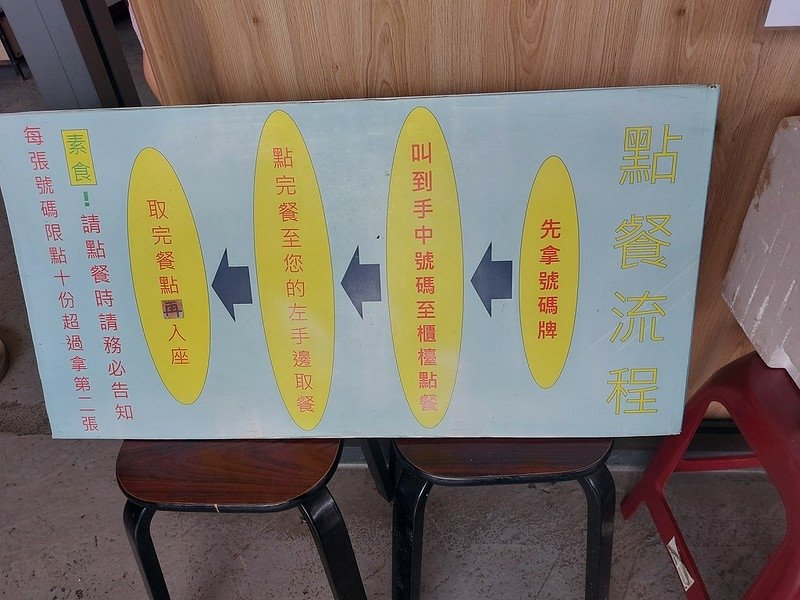 點餐流程
先拿號碼牌
叫到手中號碼至櫃檯點餐
點完餐至您的左手邊取餐
取完餐點再入座
素食！請點餐時請務必告知
每張號碼限點十份超過拿第二張